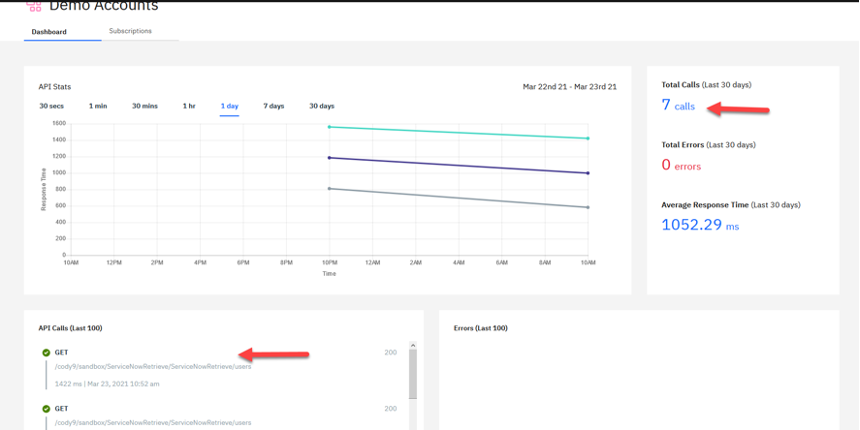 Demo Accounts
Dashboard Subscriptions
API Stats Mar 22nd 21 - Mar 23rd 21
30 secs 1 min 30 mins 1 hr 1 day 7 days 30 days
1600
1400
1200
1000
800
600
400
200
0
Response Time
10AM 12PM 2PM 4PM 6PM 8PM 10PM 12AM 2AM 4AM 6AM 8AM 10AM
Time
Total Calls (Last 30 days)
7 calls
Total Errors (Last 30 days)
0 errors
Average Response Time (Last 30 days)
1052.29 ms
API Calls (Last 100)
GET 200
/cody9/sandbox/ServiceNowRetrieve/ServiceNowRetrieve/users
1422 ms | Mar 23, 2021 10:52 am
GET 200
/cody9/sandbox/ServiceNowRetrieve/ServiceNowRetrieve/users
Errors (Last 100)